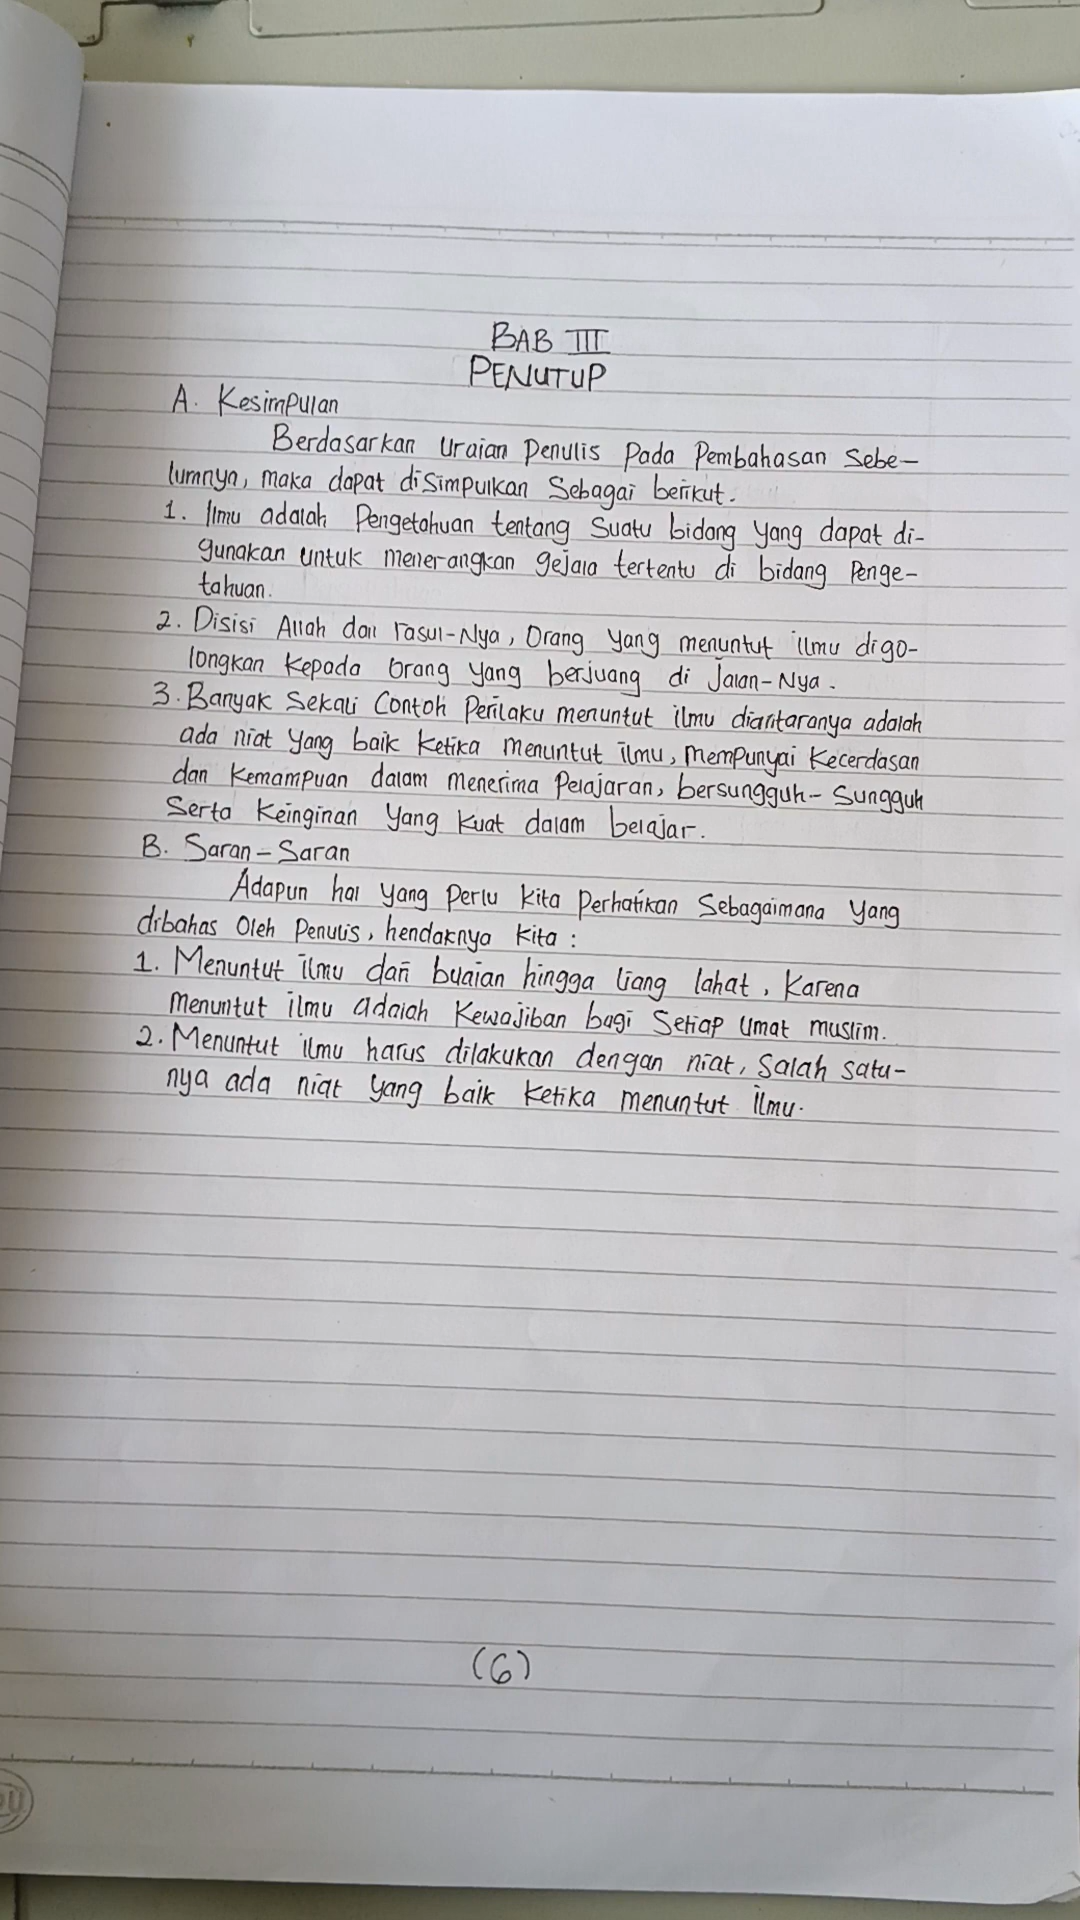 BAB III
PENUTUP
A. Kesimpulan
Berdasarkan uraian Penulis Pada Pembahasan Sebe-
lumnya, maka dapat disimpulkan Sebagai berikut.
1. Ilmu adalah Pengetahuan tentang Suatu bidang yang dapat di-
gunakan untuk menerangkan gejala tertentu di bidang Penge-
tahuan.
2. Disisi Allah dan rasul-Nya, Orang yang menuntut ilmu digo-
longkan Kepada Orang yang berjuang di Jalan-Nya.
3. Banyak Sekali Contoh Perilaku menuntut ilmu diantaranya adalah
ada niat yang baik Ketika menuntut ilmu, mempunyai Kecerdasan
dan Kemampuan dalam menerima Pelajaran, bersungguh-Sungguh
Serta Keinginan Yang Kuat dalam belajar.
B. Saran-Saran
Adapun hal yang Perlu Kita Perhatikan Sebagaimana Yang
dibahas Oleh Penulis, hendaknya Kita :
1. Menuntut ilmu dari buaian hingga liang lahat, Karena
menuntut ilmu adalah Kewajiban bagi Setiap Umat muslim.
2. Menuntut ilmu harus dilakukan dengan niat, Salah satu-
nya ada niat yang baik Ketika menuntut ilmu.
(6)